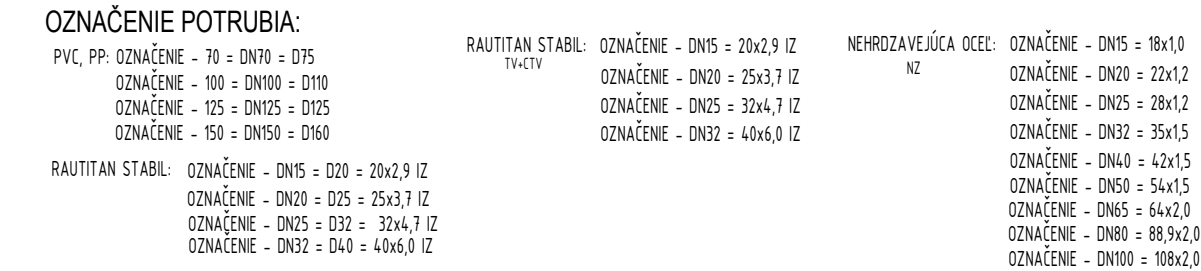 OZNAČENIE POTRUBIA:
PVC, PP: OZNAČENIE - 70 = DN70 = D75
OZNAČENIE - 100 = DN100 = D110
OZNAČENIE - 125 = DN125 = D125
OZNAČENIE - 150 = DN150 = D160
RAUTITAN STABIL: OZNAČENIE - DN15 = D20 = 20x2,9 IZ
OZNAČENIE - DN20 = D25 = 25x3,7 IZ
OZNAČENIE - DN25 = D32 = 32x4,7 IZ
OZNAČENIE - DN32 = D40 = 40x6,0 IZ
RAUTITAN STABIL: OZNAČENIE - DN15 = 20x2,9 IZ
TV+CTV
OZNAČENIE - DN20 = 25x3,7 IZ
OZNAČENIE - DN25 = 32x4,7 IZ
OZNAČENIE - DN32 = 40x6,0 IZ
NEHRDZAVEJÚCA OCEĽ: OZNAČENIE - DN15 = 18x1,0
NZ
OZNAČENIE - DN20 = 22x1,2
OZNAČENIE - DN25 = 28x1,2
OZNAČENIE - DN32 = 35x1,5
OZNAČENIE - DN40 = 42x1,5
OZNAČENIE - DN50 = 54x1,5
OZNAČENIE - DN65 = 64x2,0
OZNAČENIE - DN80 = 88,9x2,0
OZNAČENIE - DN100 = 108x2,0